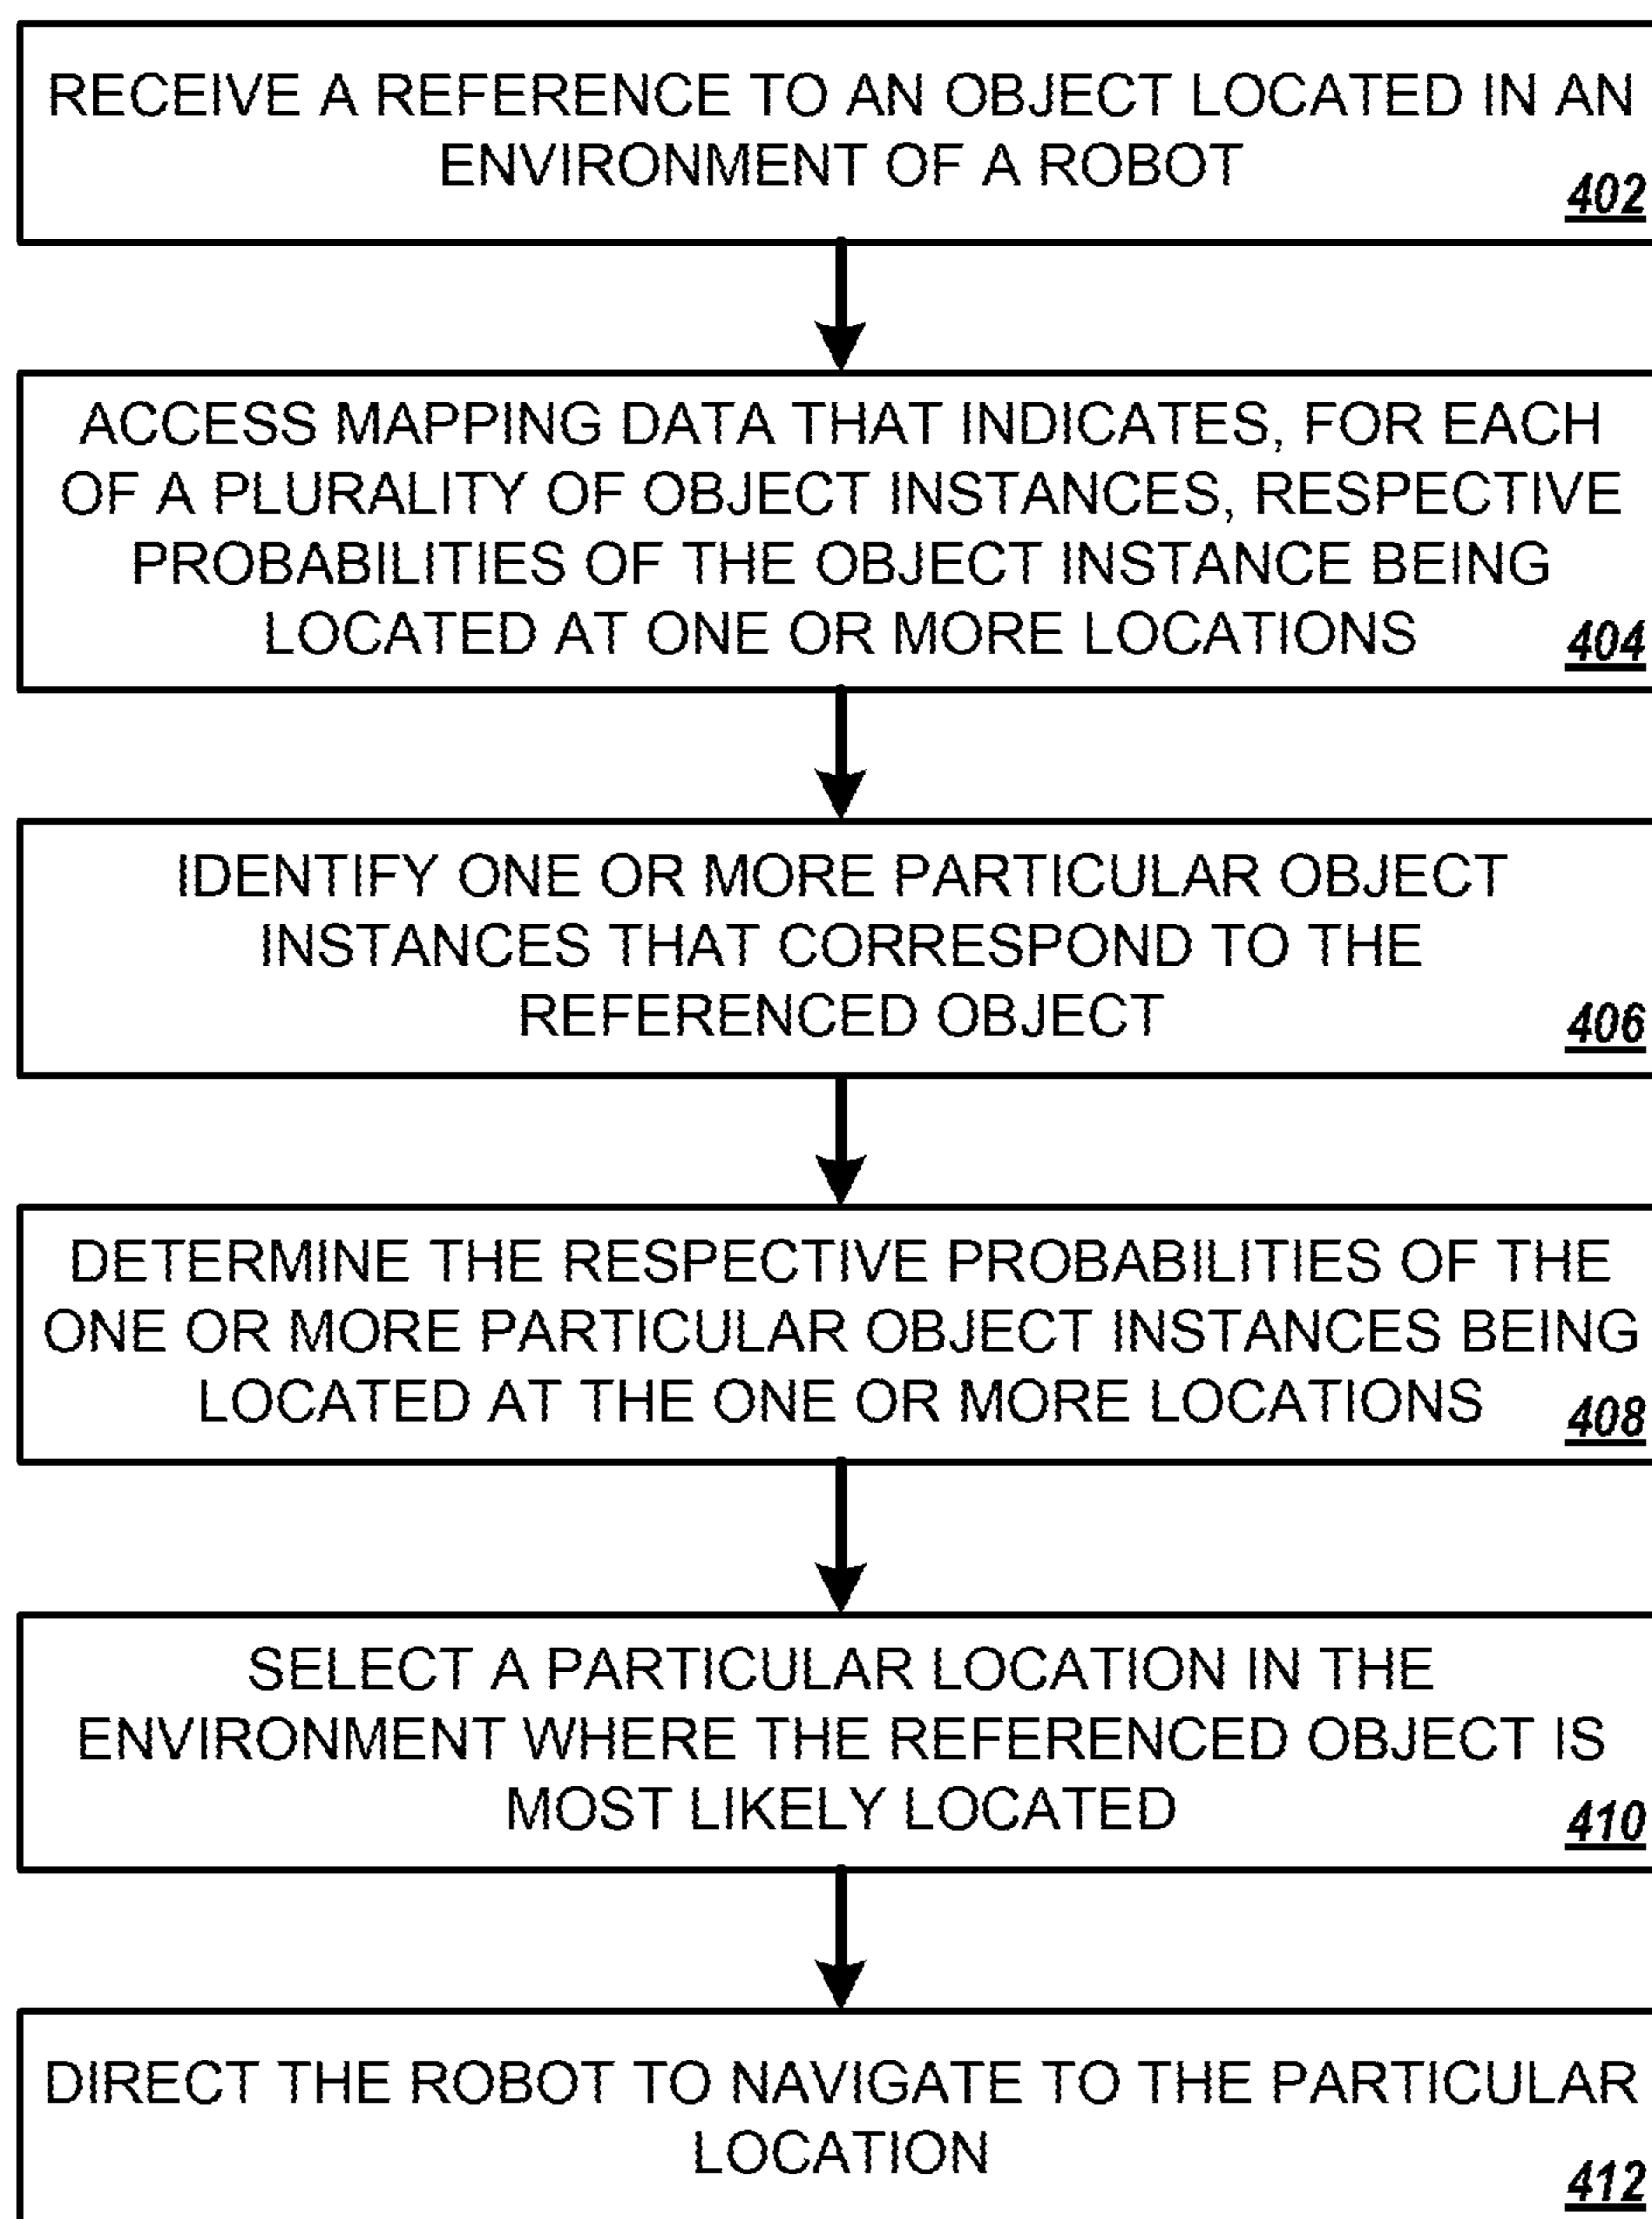 RECEIVE A REFERENCE TO AN OBJECT LOCATED IN AN
ENVIRONMENT OF A ROBOT
402
ACCESS MAPPING DATA THAT INDICATES, FOR EACH
OF A PLURALITY OF OBJECT INSTANCES, RESPECTIVE
PROBABILITIES OF THE OBJECT INSTANCE BEING
LOCATED AT ONE OR MORE LOCATIONS
404
IDENTIFY ONE OR MORE PARTICULAR OBJECT
INSTANCES THAT CORRESPOND TO THE
REFERENCED OBJECT
406
DETERMINE THE RESPECTIVE PROBABILITIES OF THE
ONE OR MORE PARTICULAR OBJECT INSTANCES BEING
LOCATED AT THE ONE OR MORE LOCATIONS
408
SELECT A PARTICULAR LOCATION IN THE
ENVIRONMENT WHERE THE REFERENCED OBJECT IS
MOST LIKELY LOCATED
410
DIRECT THE ROBOT TO NAVIGATE TO THE PARTICULAR
LOCATION
412